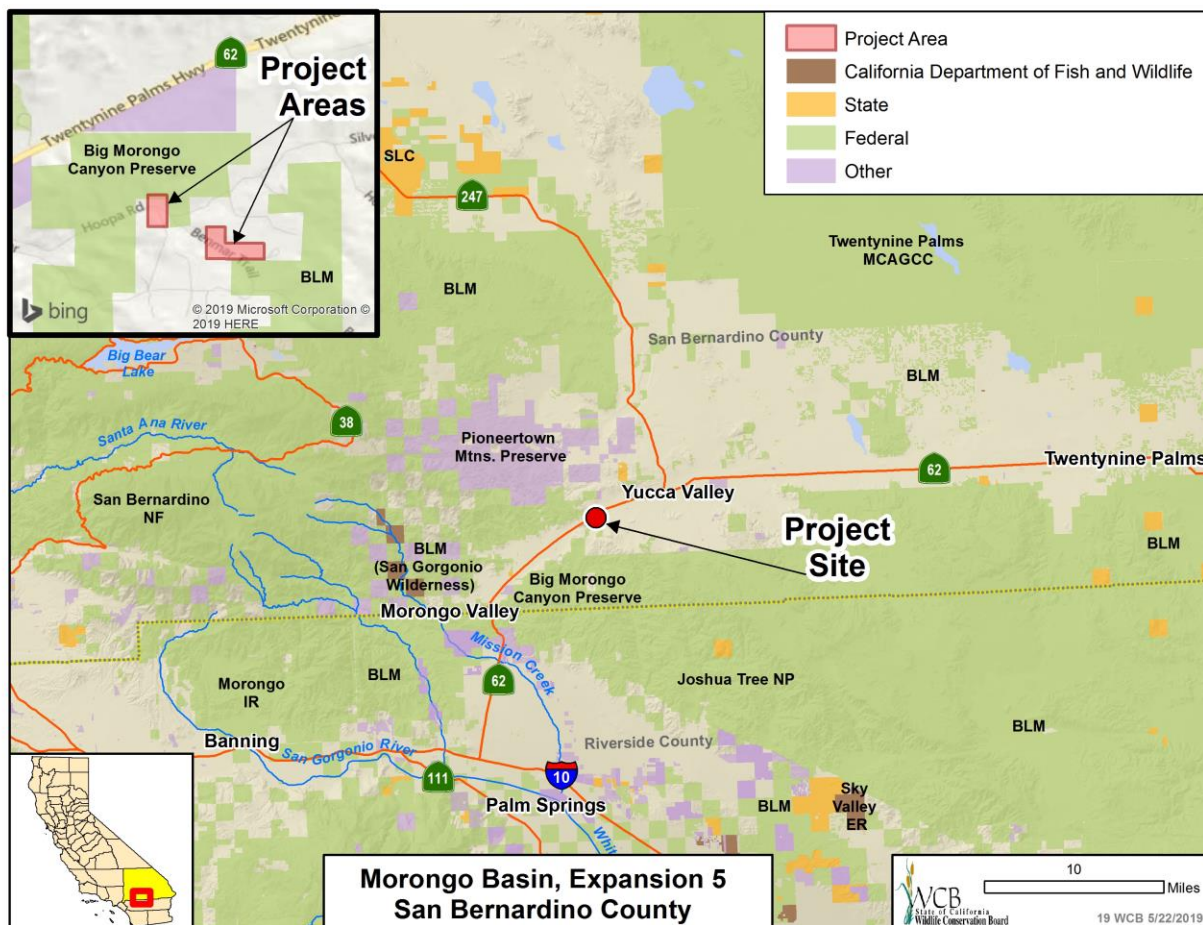 62
Twentynine Palms Hwy
Twentynine
Project
Areas
Big Morongo
Canyon Preserve
Hoopa Rd
Benmar Trail
BLM
bing
© 2019 Microsoft Corporation ©
2019 HERE
Project Area
California Department of Fish and Wildlife
State
Federal
Other
SLC
247
BLM
Twentynine Palms
MCAGCC
San Bernardino County
BLM
Big Bear
Lake
38
Santa Ana River
Pioneertown
Mtns. Preserve
62
Twentynine Palms
Yucca Valley
San Bernardino
NF
Project
Site
BLM
BLM
(San Gorgonio
Wilderness)
Big Morongo
Canyon Preserve
Morongo Valley
Mission Creek
62
Joshua Tree NP
BLM
Morongo
IR
BLM
Banning
San Gorgonio River
Riverside County
111
10
Palm Springs
BLM
Sky
Valley
ER
Whit
Morongo Basin, Expansion 5
San Bernardino County
WCB
State of California
Wildlife Conservation Board
10
Miles
19 WCB 5/22/2019